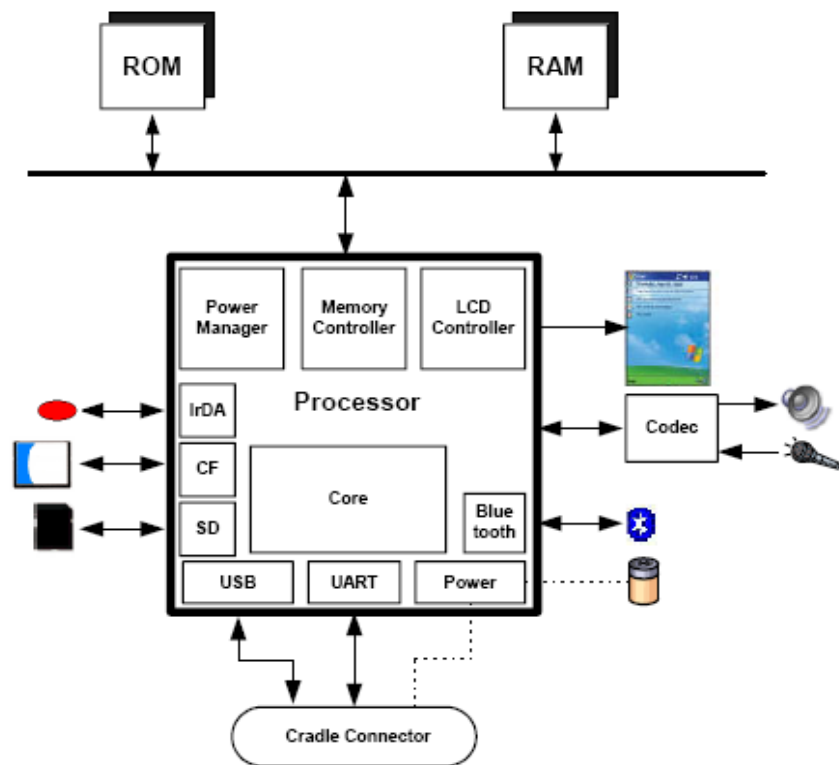 ROM
RAM
Power
Manager
Memory
Controller
LCD
Controller
IrDA
Processor
Codec
CF
Core
SD
Blue
tooth
USB
UART
Power
Cradle Connector